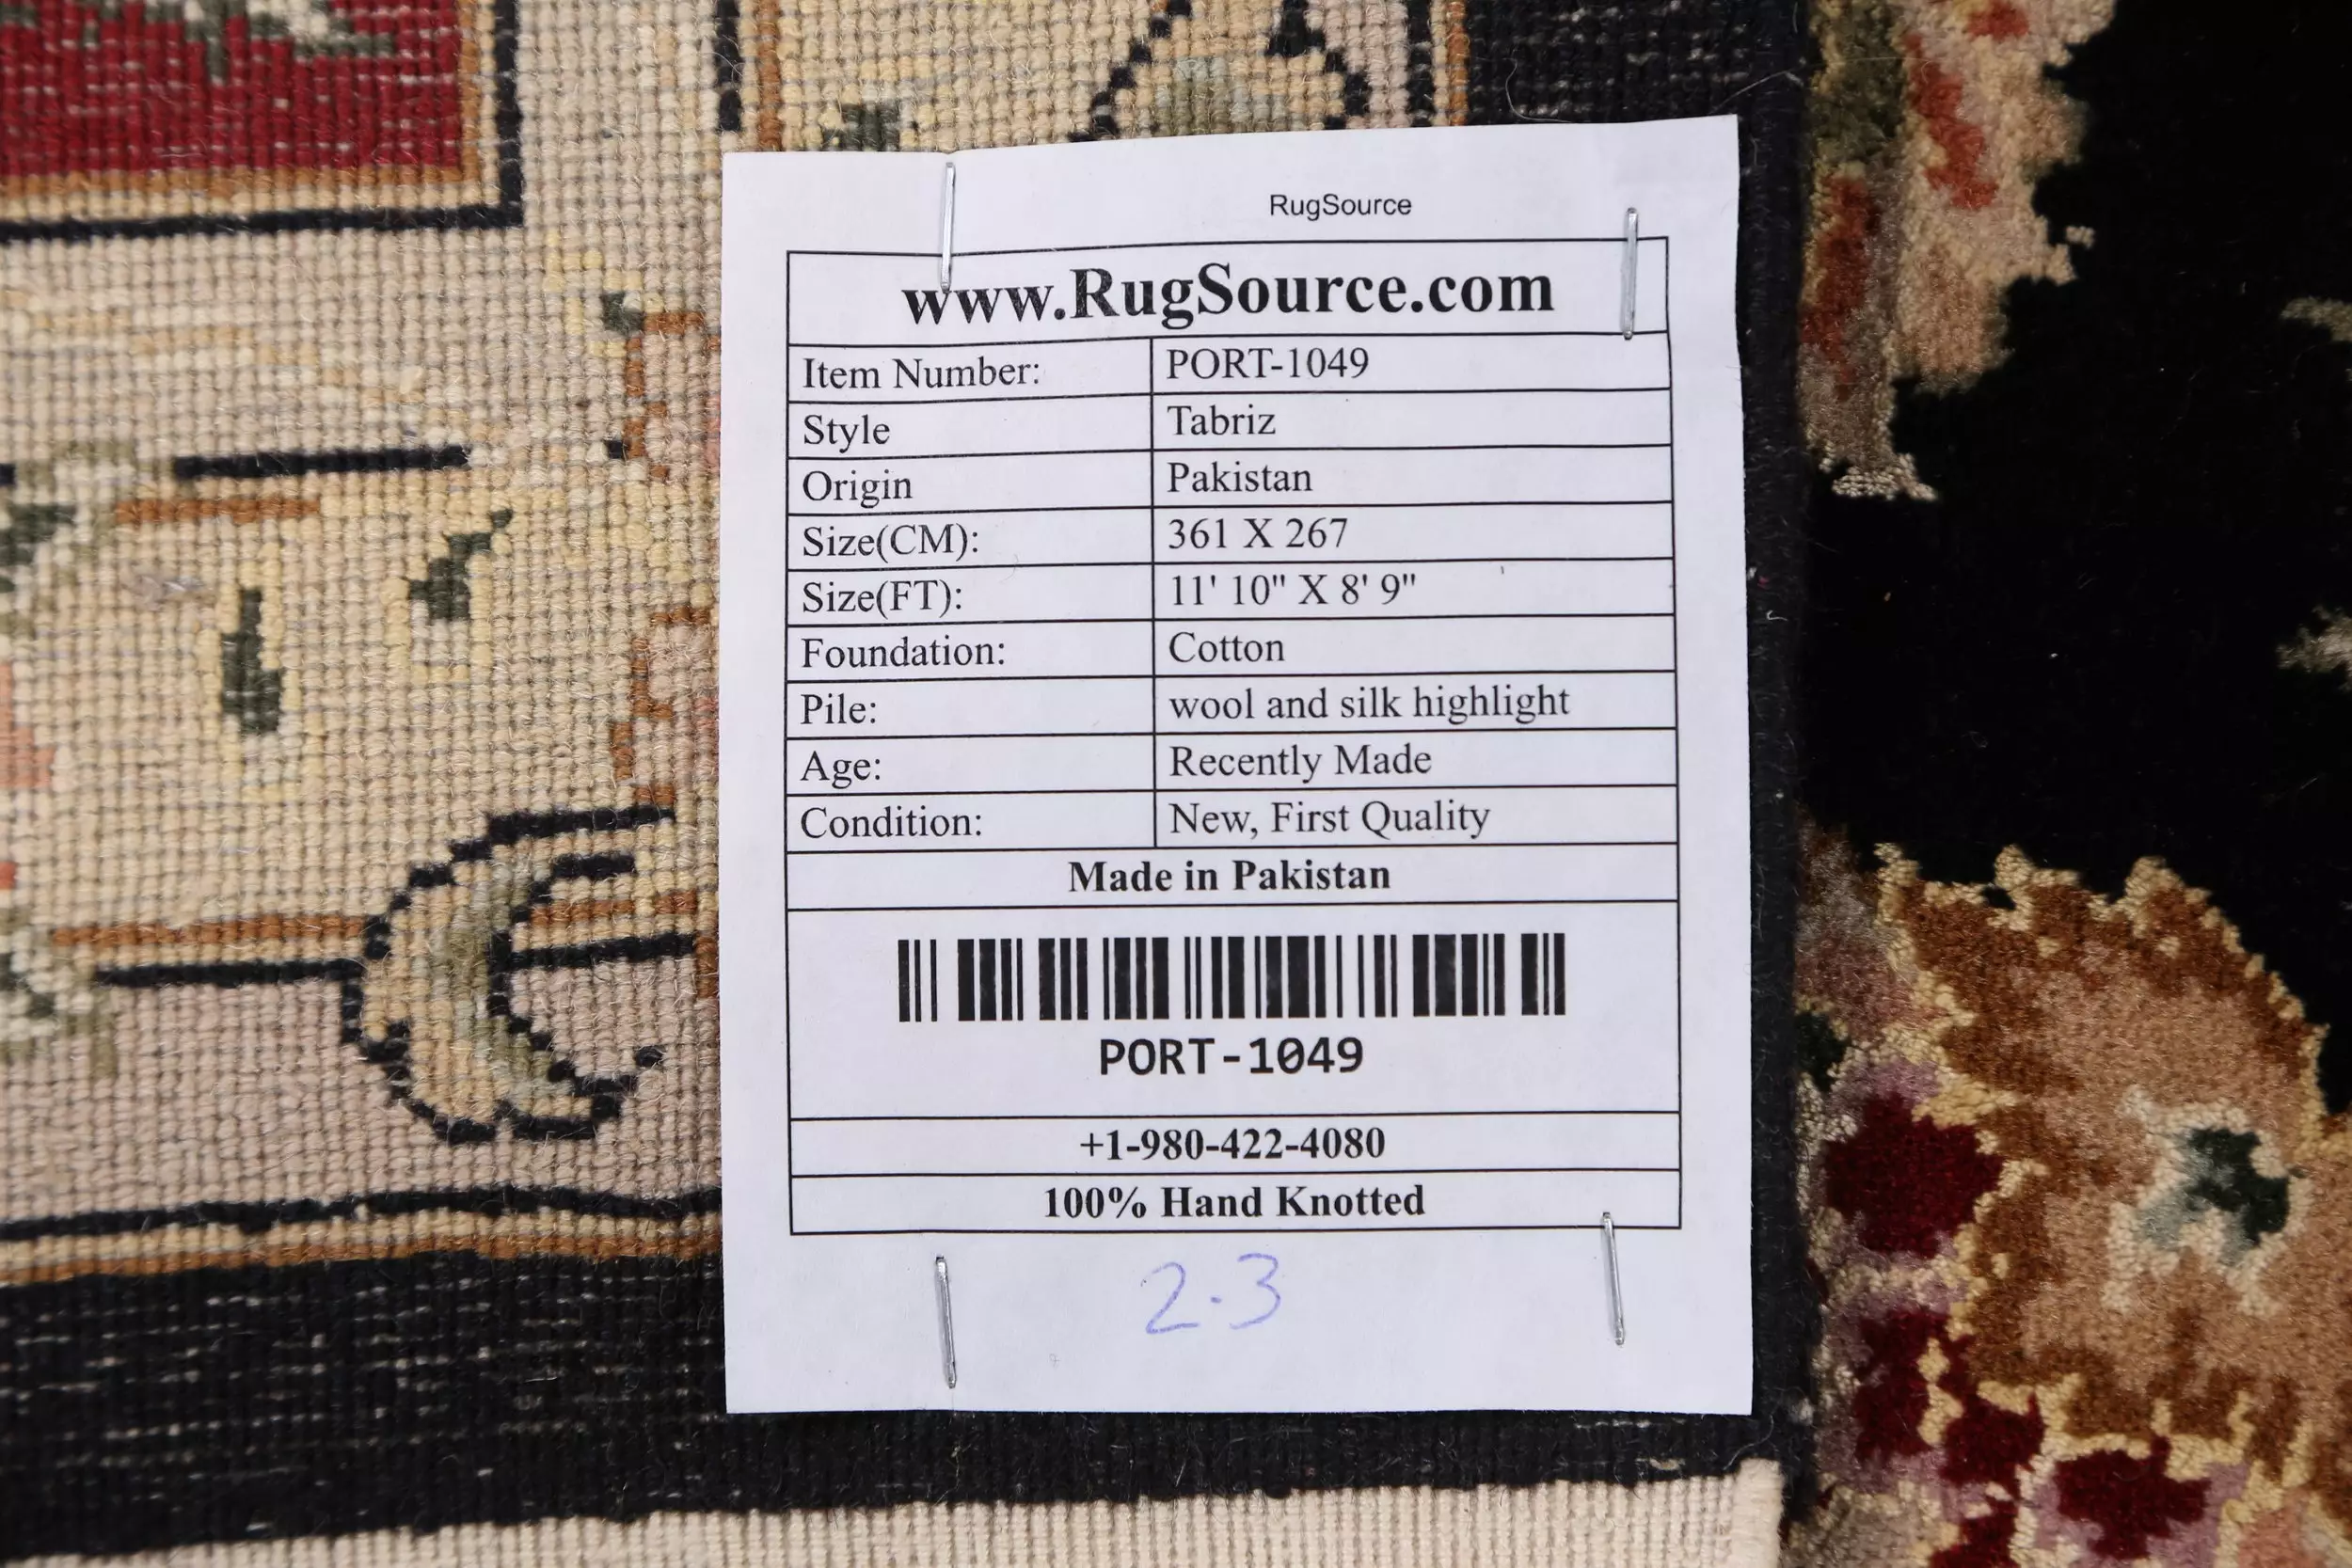 RugSource
www.RugSource.com
Item Number: PORT-1049
Style Tabriz
Origin Pakistan
Size(CM): 361 X 267
Size(FT): 11' 10" X 8' 9"
Foundation: Cotton
Pile: wool and silk highlight
Age: Recently Made
Condition: New, First Quality
Made in Pakistan
PORT-1049
+1-980-422-4080
100% Hand Knotted
2.3